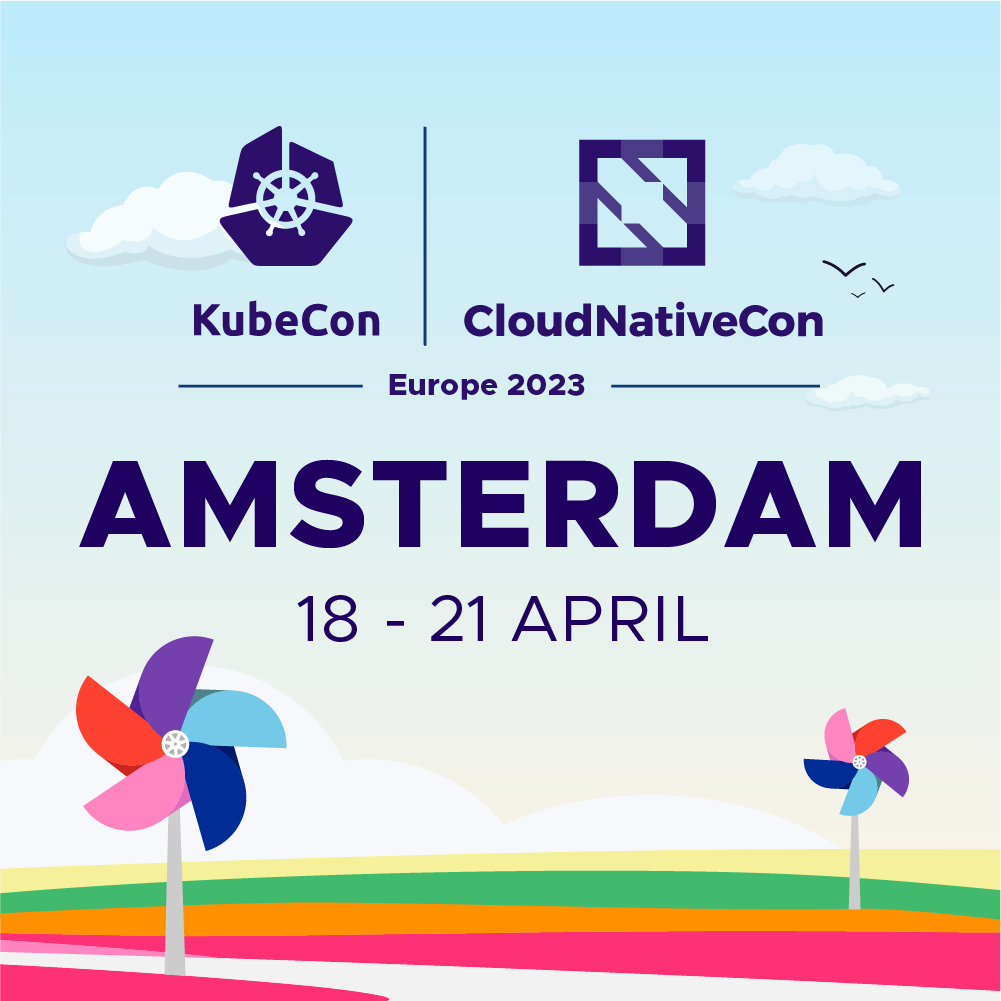 KubeCon
CloudNativeCon
Europe 2023
AMSTERDAM
18 - 21 APRIL